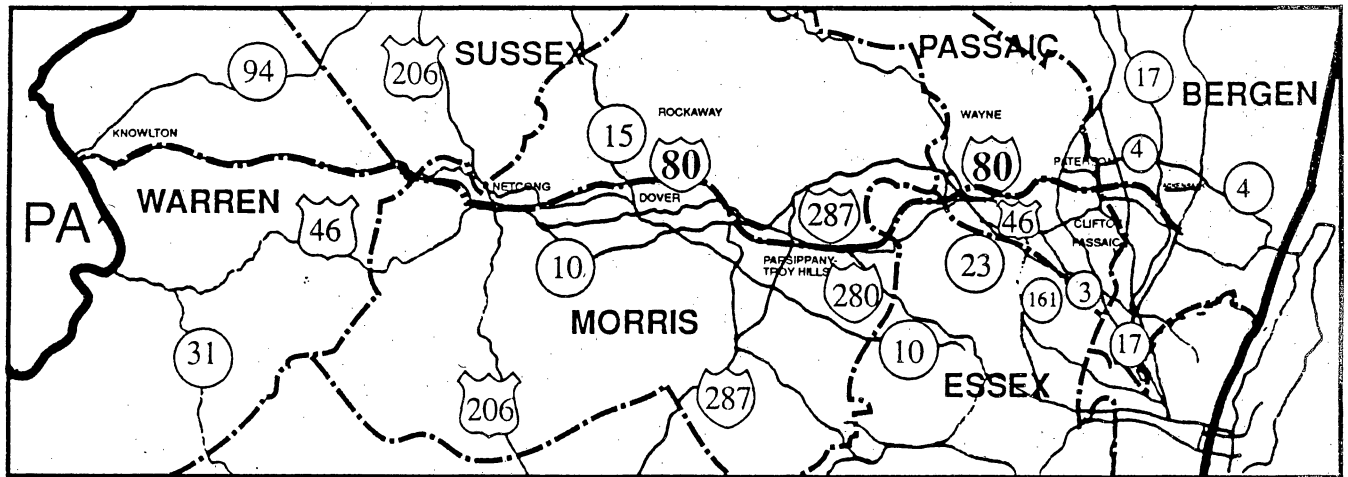 94
206
SUSSEX
PASSAIC
17
BERGEN
ROCKAWAY
WAYNE
KNOWLTON
15
80
80
4
PATERSON
4
WARREN
NETCONG
DOVER
PA
46
287
46
CLIFTON
PASSAIC
10
PARSIPPANY-
TROY HILLS
23
280
161
3
MORRIS
31
10
17
ESSEX
206
287